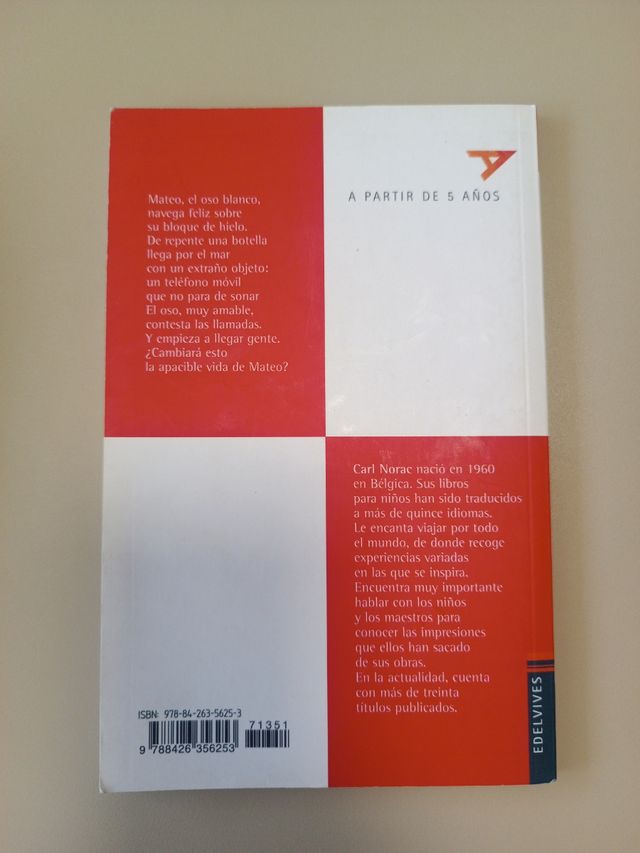 Mateo, el oso blanco,
navega feliz sobre
su bloque de hielo.
De repente una botella
llega por el mar
con un extraño objeto:
un teléfono móvil
que no para de sonar
El oso, muy amable,
contesta las llamadas.
Y empieza a llegar gente.
¿Cambiará esto
la apacible vida de Mateo?
A PARTIR DE 5 AÑOS
Carl Norac nació en 1960
en Bélgica. Sus libros
para niños han sido traducidos
a más de quince idiomas.
Le encanta viajar por todo
el mundo, de donde recoge
experiencias variadas
en las que se inspira.
Encuentra muy importante
hablar con los niños
y los maestros para
conocer las impresiones
que ellos han sacado
de sus obras.
En la actualidad, cuenta
con más de treinta
títulos publicados.
ISBN: 978-84-263-5625-3
71351
9 788426 356253
EDELVIVES